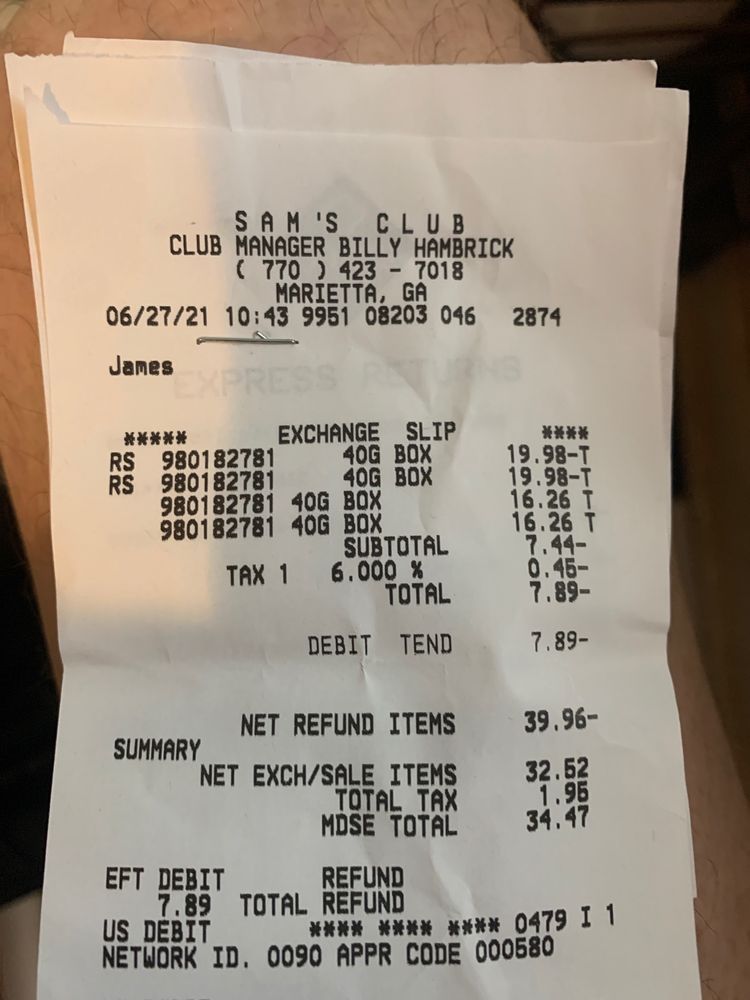 S A M 'S C L U B
CLUB MANAGER BILLY HAMBRICK
( 770 ) 423 - 7018
MARIETTA, GA
06/27/21 10:43 9951 08203 046 2874
James
EXPRESS RETURNS
***** EXCHANGE SLIP ****
RS 980182781 40G BOX 19.98-T
RS 980182781 40G BOX 19.98-T
980182781 40G BOX 16.26 T
980182781 40G BOX 16.26 T
SUBTOTAL 7.44-
TAX 1 6.000 % 0.45-
TOTAL 7.89-
DEBIT TEND 7.89-
NET REFUND ITEMS 39.96-
SUMMARY
NET EXCH/SALE ITEMS 32.52
TOTAL TAX 1.95
MDSE TOTAL 34.47
EFT DEBIT REFUND
7.89 TOTAL REFUND
US DEBIT **** **** **** 0479 I 1
NETWORK ID. 0090 APPR CODE 000580